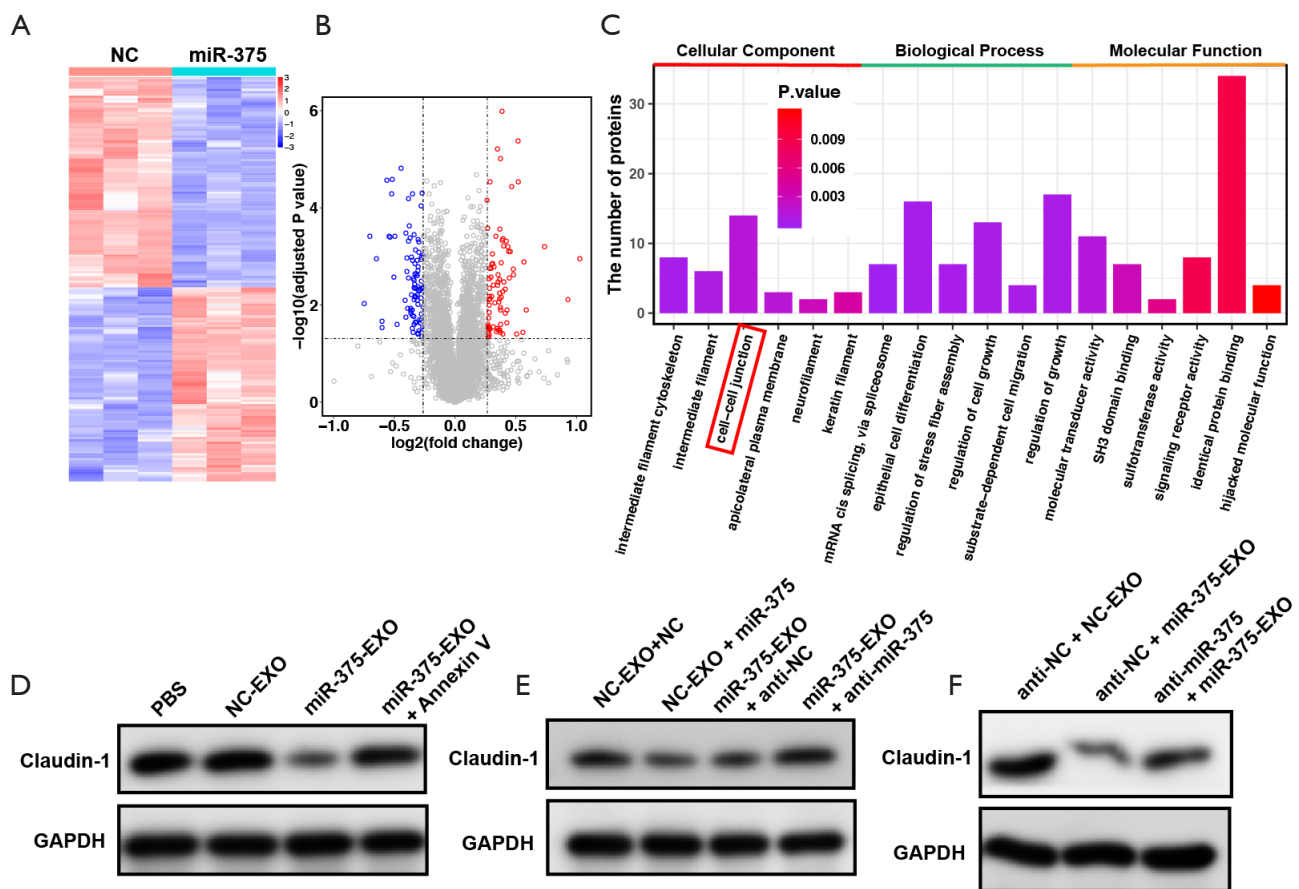 A
NC
miR-375
3
2
1
0
−1
−2
−3
B
−log10(adjusted P value)
6
4
2
0
−1.0
−0.5
0.0
0.5
1.0
log2(fold change)
C
Cellular Component
Biological Process
Molecular Function
The number of proteins
30
20
10
0
P.value
0.009
0.006
0.003
intermediate filament cytoskeleton
intermediate filament
cell−cell junction
apicolateral plasma membrane
neurofilament
keratin filament
mRNA cis splicing, via spliceosome
epithelial cell differentiation
regulation of stress fiber assembly
regulation of cell growth
substrate−dependent cell migration
regulation of growth
molecular transducer activity
SH3 domain binding
sulfotransferase activity
signaling receptor activity
identical protein binding
hijacked molecular function
D
PBS
NC-EXO
miR-375-EXO
miR-375-EXO
+ Annexin V
Claudin-1
GAPDH
E
NC-EXO+NC
NC-EXO + miR-375
miR-375-EXO
+ anti-NC
miR-375-EXO
+ anti-miR-375
Claudin-1
GAPDH
F
anti-NC + NC-EXO
anti-NC + miR-375-EXO
anti-miR-375
+ miR-375-EXO
Claudin-1
GAPDH